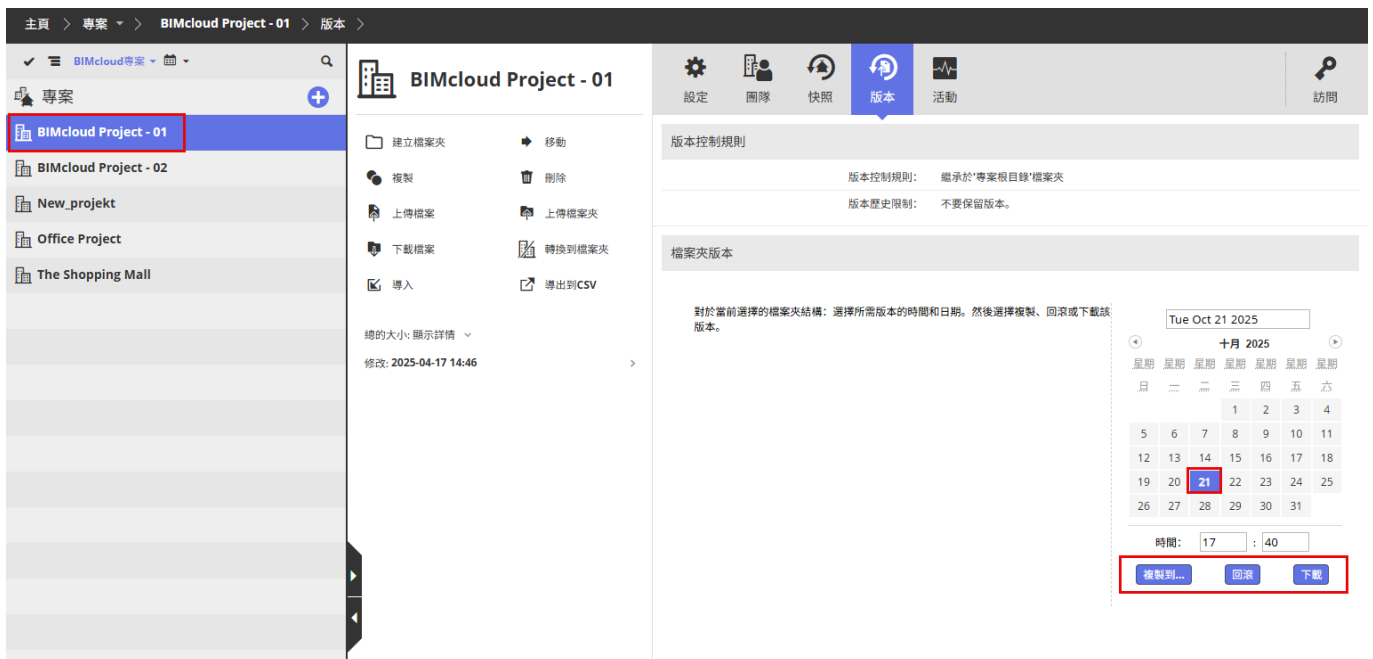 主頁 〉 專案 〉 BIMcloud Project - 01 〉 版本 〉
BIMcloud專案
專案
BIMcloud Project - 01
BIMcloud Project - 02
New_projekt
Office Project
The Shopping Mall
BIMcloud Project - 01
建立檔案夾 移動
複製 刪除
上傳檔案 上傳檔案夾
下載檔案 轉換到檔案夾
導入 導出到CSV
總的大小: 顯示詳情
修改: 2025-04-17 14:46
設定 團隊 快照 版本 活動 訪問
版本控制規則
版本控制規則: 繼承於'專案根目錄'檔案夾
版本歷史限制: 不要保留版本。
檔案夾版本
對於當前選擇的檔案夾結構: 選擇所需版本的時間和日期。然後選擇複製、回滾或下載該
版本。
Tue Oct 21 2025
十月 2025
星期 星期 星期 星期 星期 星期 星期
日 一 二 三 四 五 六
1 2 3 4
5 6 7 8 9 10 11
12 13 14 15 16 17 18
19 20 21 22 23 24 25
26 27 28 29 30 31
時間: 17 : 40
複製到... 回滾 下載